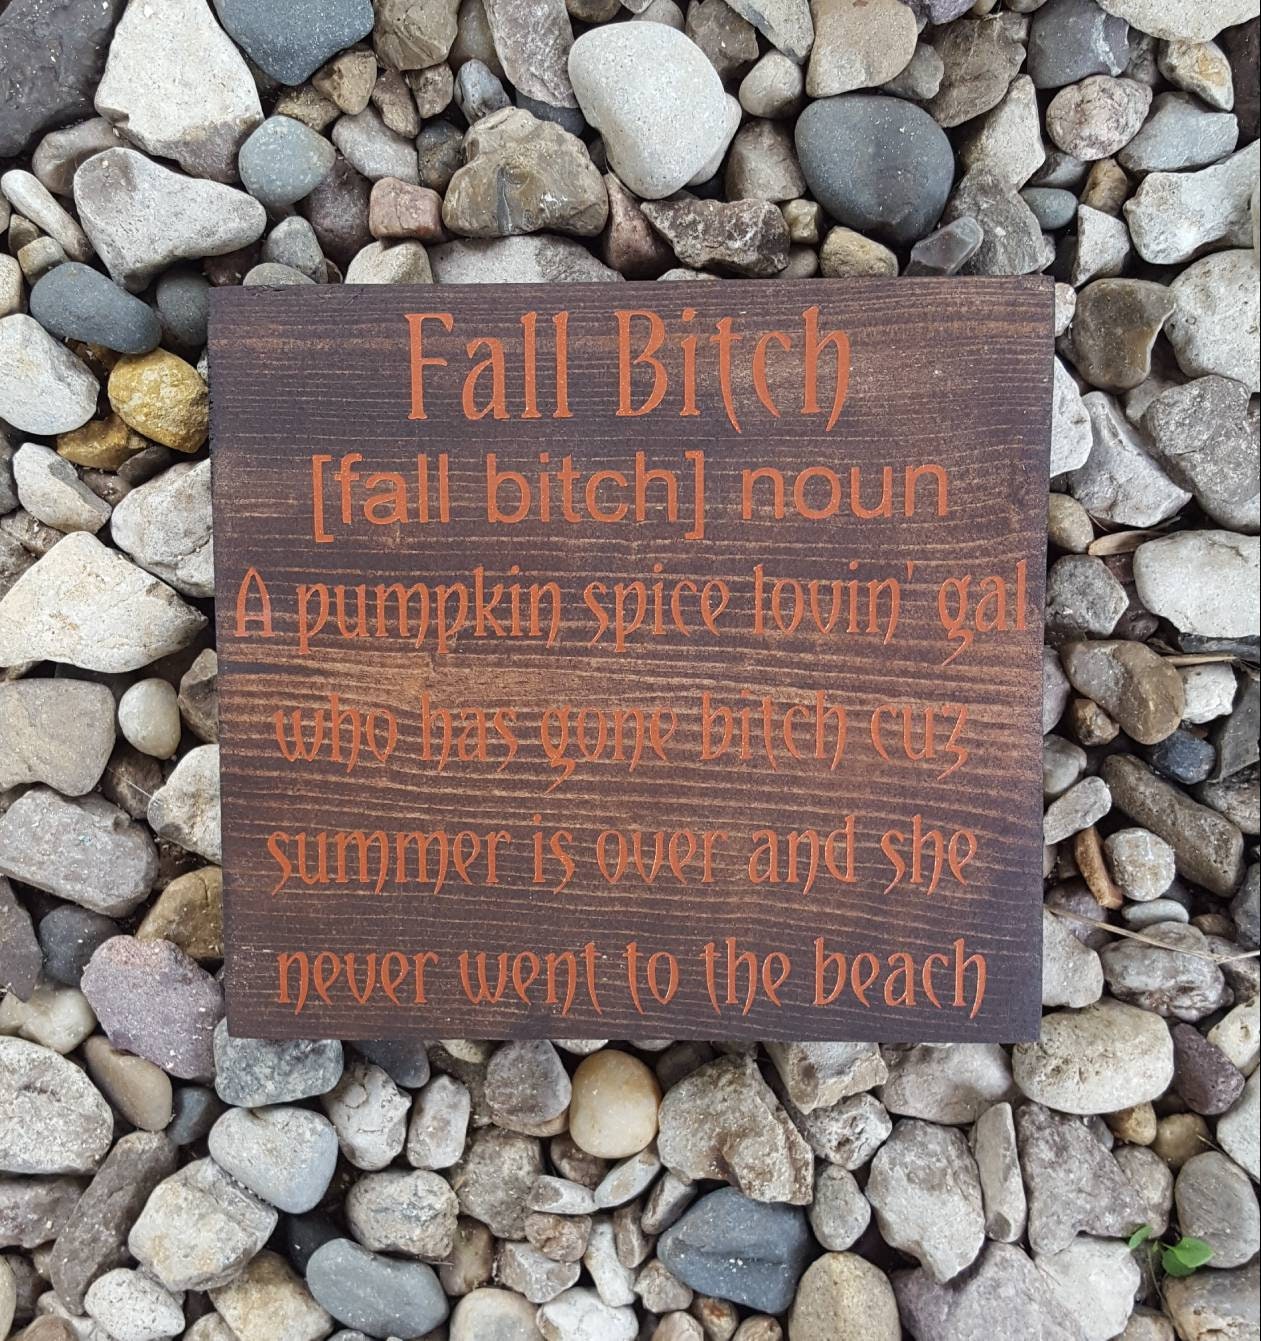 Fall Bitch
[fall bitch] noun
A pumpkin spice lovin' gal
who has gone bitch cuz
summer is over and she
never went to the beach